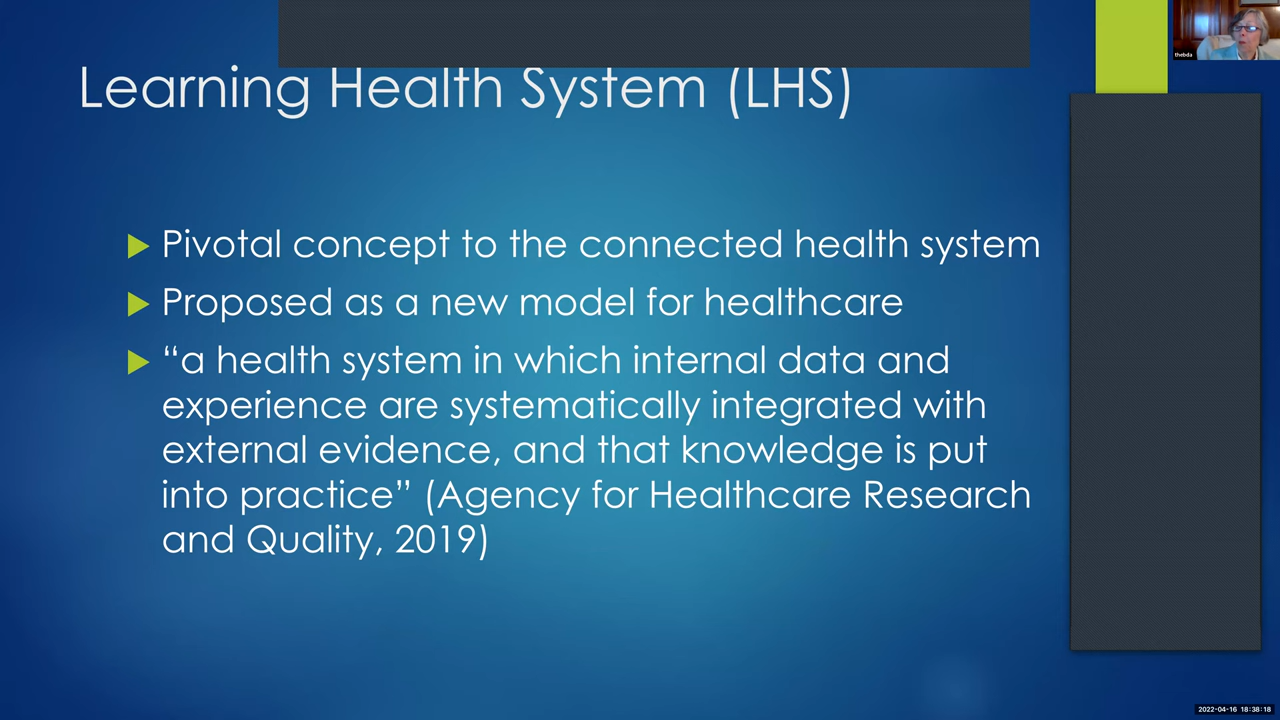 Learning Health System (LHS)
Pivotal concept to the connected health system
Proposed as a new model for healthcare
“a health system in which internal data and
experience are systematically integrated with
external evidence, and that knowledge is put
into practice” (Agency for Healthcare Research
and Quality, 2019)
thebda
2022-04-16 18:38:18